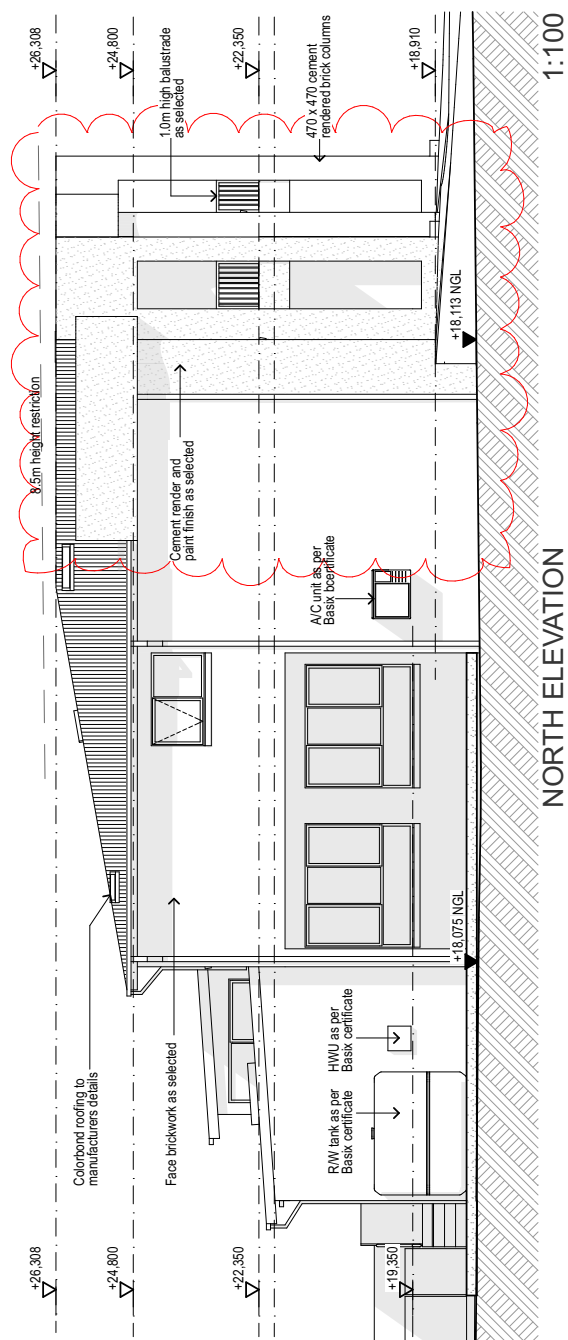 +26,308
+24,800
+22,350
+19,350
Colorbond roofing to
manufacturers details
Face brickwork as selected
R/W tank as per
Basix certificate
HWU as per
Basix certificate
+18,075 NGL
8.5m height restriction
Cement render and
paint finish as selected
A/C unit as per
Basix bcertificate
+18,113 NGL
1.0m high balustrade
as selected
470 x 470 cement
rendered brick columns
+26,308
+24,800
+22,350
+18,910
NORTH ELEVATION
1:100